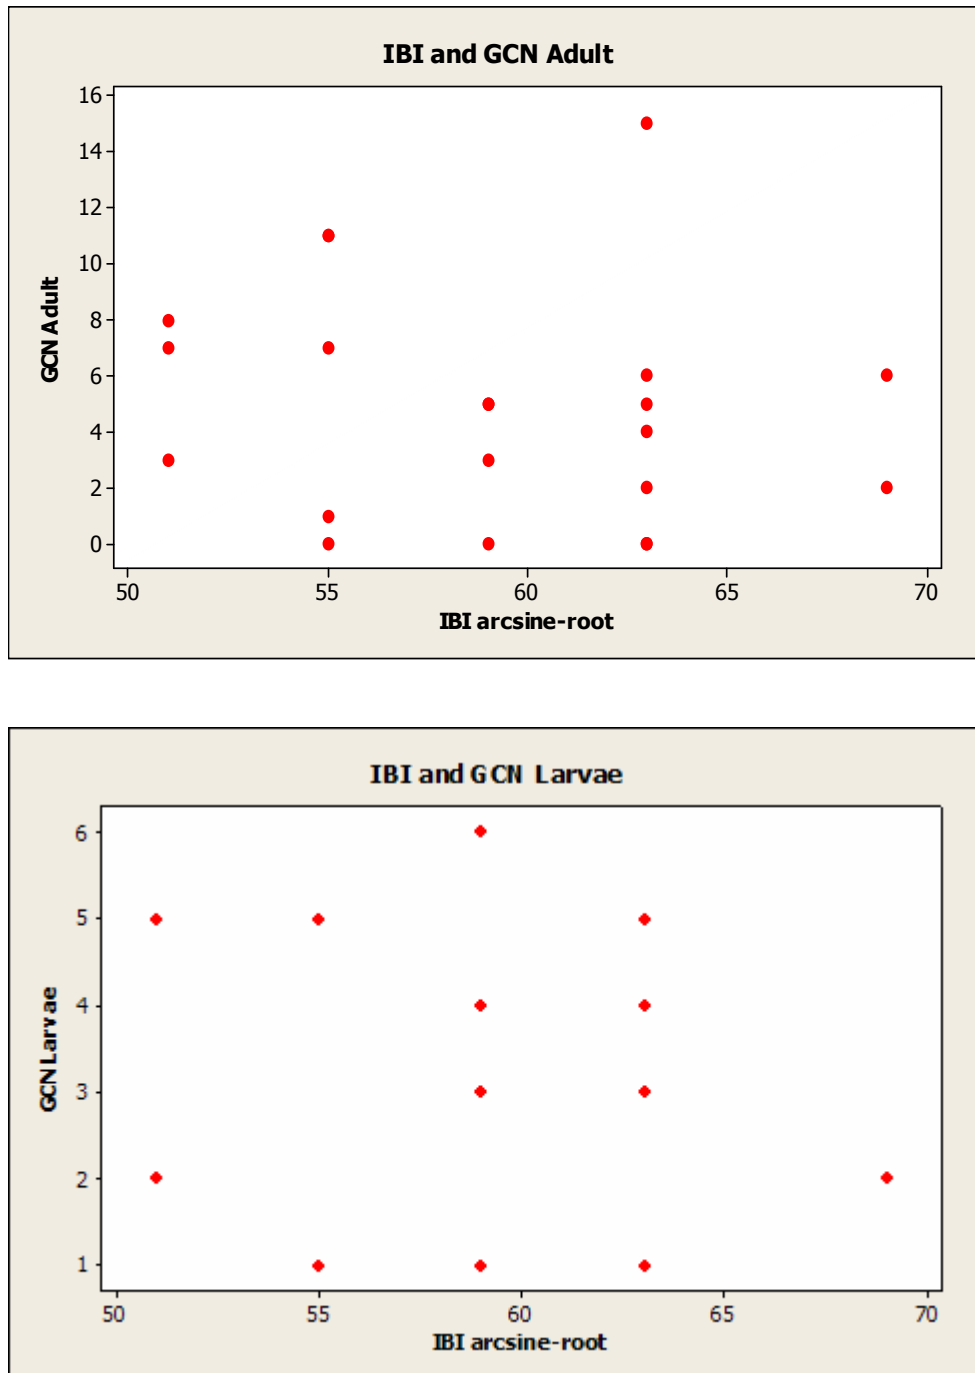 IBI and GCN Adult
16
14
12
10
8
6
4
2
0
GCN Adult
50 55 60 65 70
IBI arcsine-root
IBI and GCN Larvae
6
5
4
3
2
1
GCN Larvae
50 55 60 65 70
IBI arcsine-root